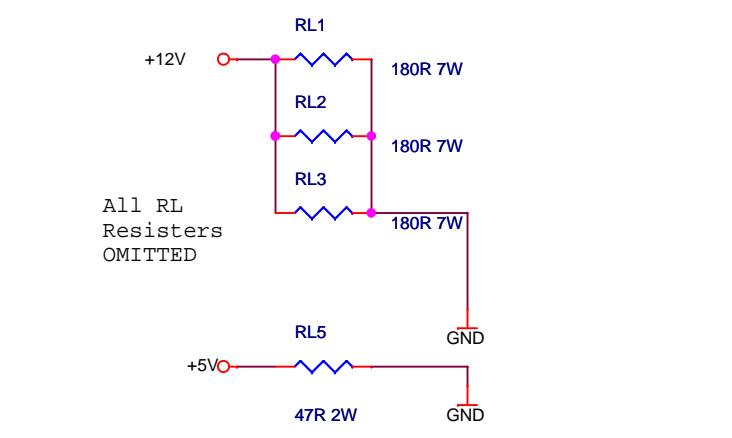 RL1
+12V
180R 7W
RL2
180R 7W
RL3
All RL
Resisters
OMITTED
180R 7W
GND
RL5
+5V
47R 2W
GND